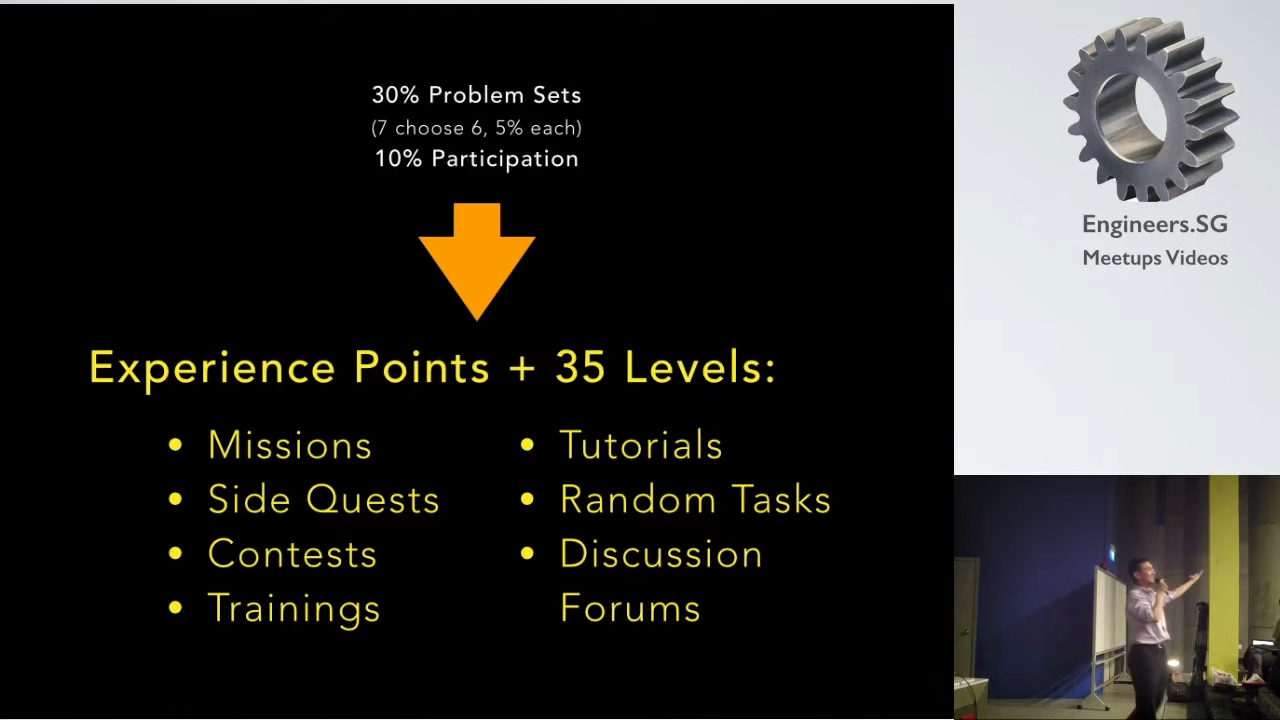 30% Problem Sets
(7 choose 6, 5% each)
10% Participation
Experience Points + 35 Levels:
• Missions
• Side Quests
• Contests
• Trainings
• Tutorials
• Random Tasks
• Discussion
Forums
Engineers.SG
Meetups Videos